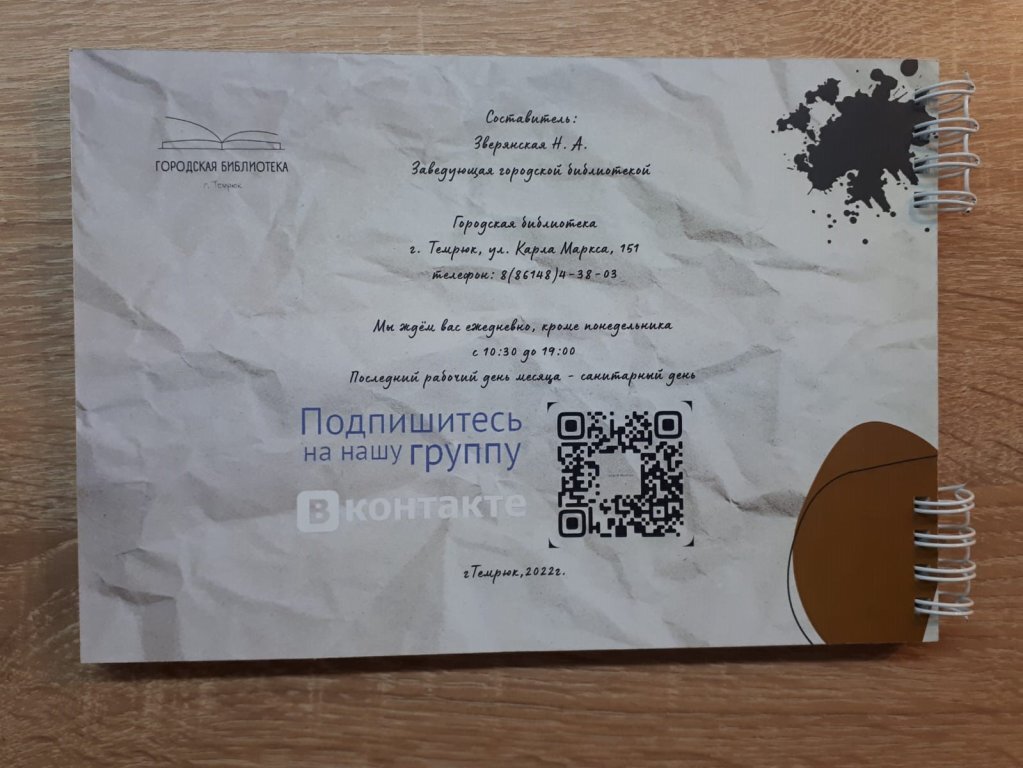 ГОРОДСКАЯ БИБЛИОТЕКА
г. Темрюк
Составитель:
Зверянская Н. А.
Заведующая городской библиотекой
Городская библиотека
г. Темрюк, ул. Карла Маркса, 151
телефон: 8(86148)4-38-03
Мы ждём вас ежедневно, кроме понедельника
с 10:30 до 19:00
Последний рабочий день месяца - санитарный день
Подпишитесь
на нашу группу
В контакте
гТемрюк,2022г.